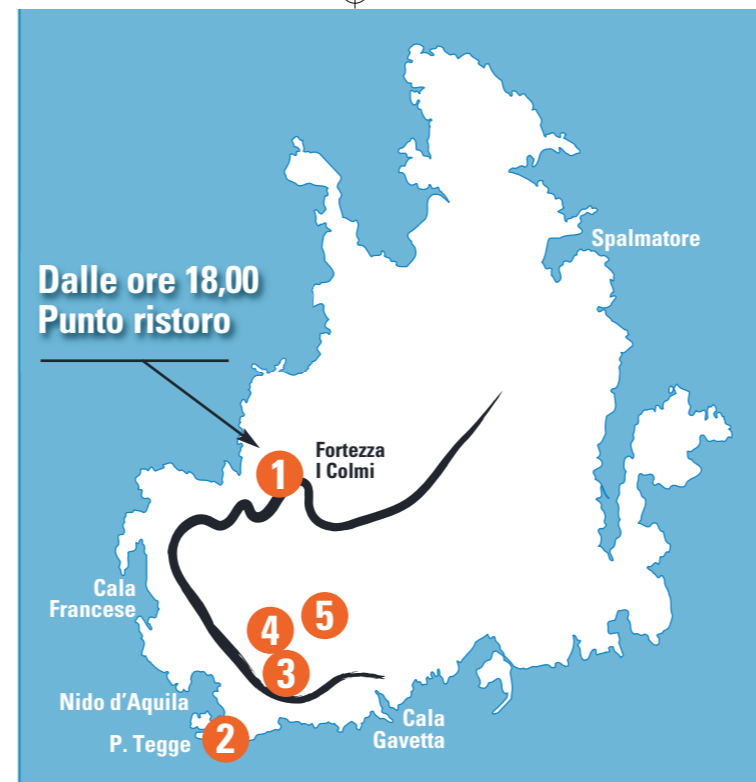 Spalmatore
Dalle ore 18,00
Punto ristoro
1
Fortezza
I Colmi
Cala
Francese
5
4
3
Nido d'Aquila
P. Tegge
2
Cala
Gavetta